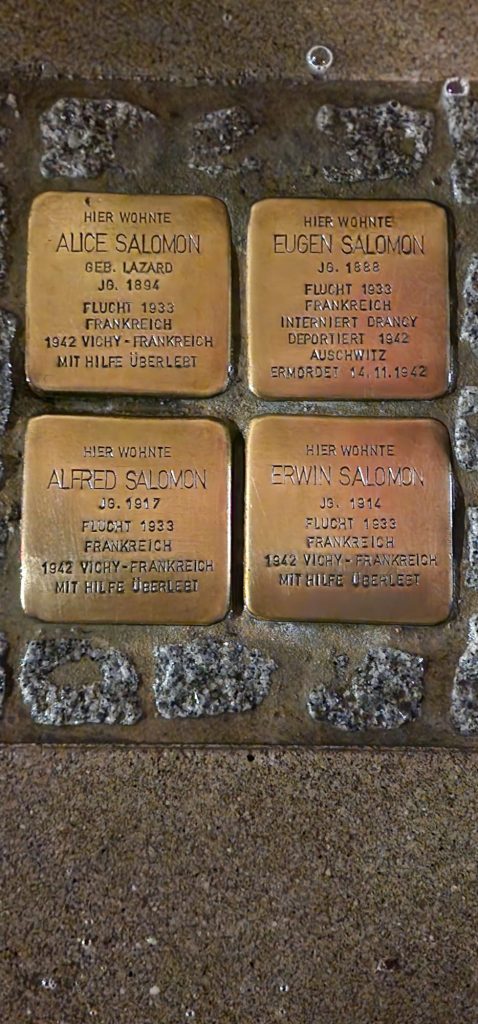 HIER WOHNTE
ALICE SALOMON
GEB. LAZARD
JG. 1894
FLUCHT 1933
FRANKREICH
1942 VICHY-FRANKREICH
MIT HILFE ÜBERLEBT
HIER WOHNTE
EUGEN SALOMON
JG. 1888
FLUCHT 1933
FRANKREICH
INTERNIERT DRANCY
DEPORTIERT 1942
AUSCHWITZ
ERMORDET 14.11.1942
HIER WOHNTE
ALFRED SALOMON
JG. 1917
FLUCHT 1933
FRANKREICH
1942 VICHY-FRANKREICH
MIT HILFE ÜBERLEBT
HIER WOHNTE
ERWIN SALOMON
JG. 1914
FLUCHT 1933
FRANKREICH
1942 VICHY-FRANKREICH
MIT HILFE ÜBERLEBT